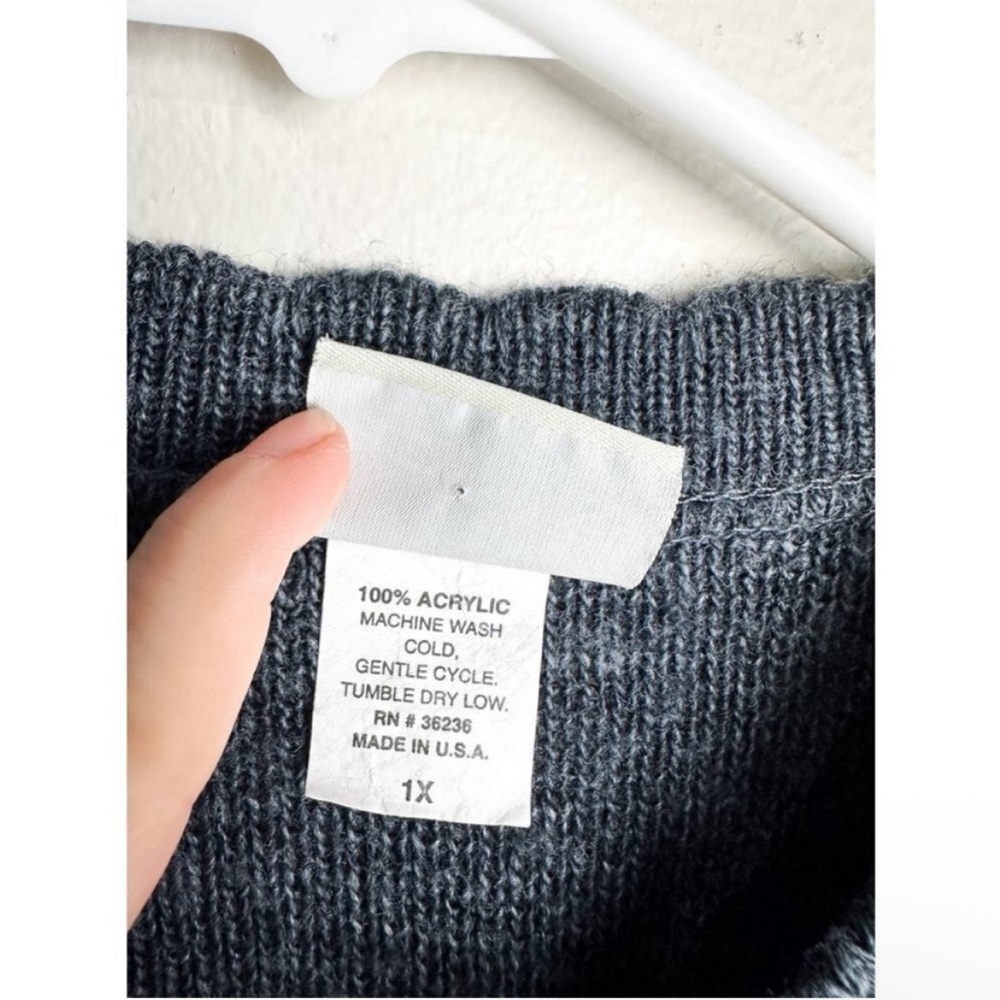 100% ACRYLIC
MACHINE WASH
COLD,
GENTLE CYCLE.
TUMBLE DRY LOW.
RN # 36236
MADE IN U.S.A.
1X